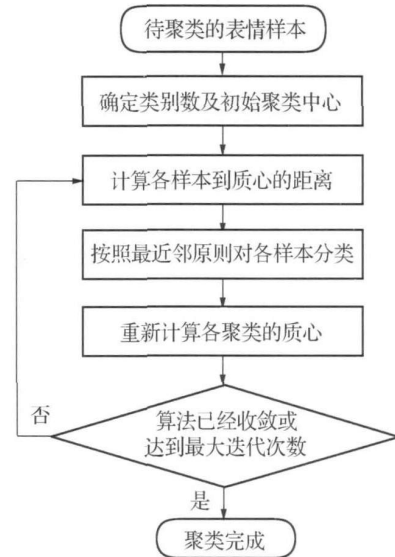 待聚类的表情样本
确定类别数及初始聚类中心
计算各样本到质心的距离
按照最近邻原则对各样本分类
重新计算各聚类的质心
否
算法已经收敛或
达到最大迭代次数
是
聚类完成